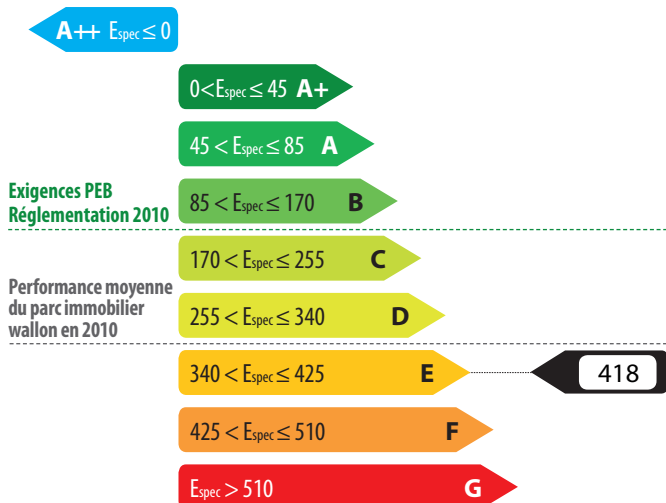 A++ Espec ≤ 0
0<Espec ≤ 45 A+
45 < Espec ≤ 85 A
Exigences PEB
Réglementation 2010
85 < Espec ≤ 170 B
170 < Espec ≤ 255 C
Performance moyenne
du parc immobilier
wallon en 2010
255 < Espec ≤ 340 D
340 < Espec ≤ 425 E
418
425 < Espec ≤ 510 F
Espec > 510 G